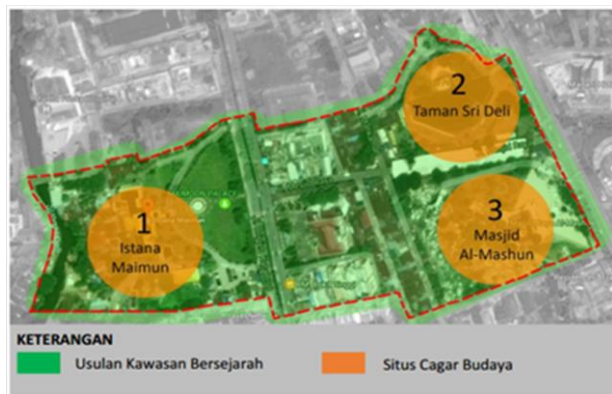 2
Taman Sri Deli
1
Istana
Maimun
3
Masjid
Al-Mashun
KETERANGAN
Usulan Kawasan Bersejarah
Situs Cagar Budaya